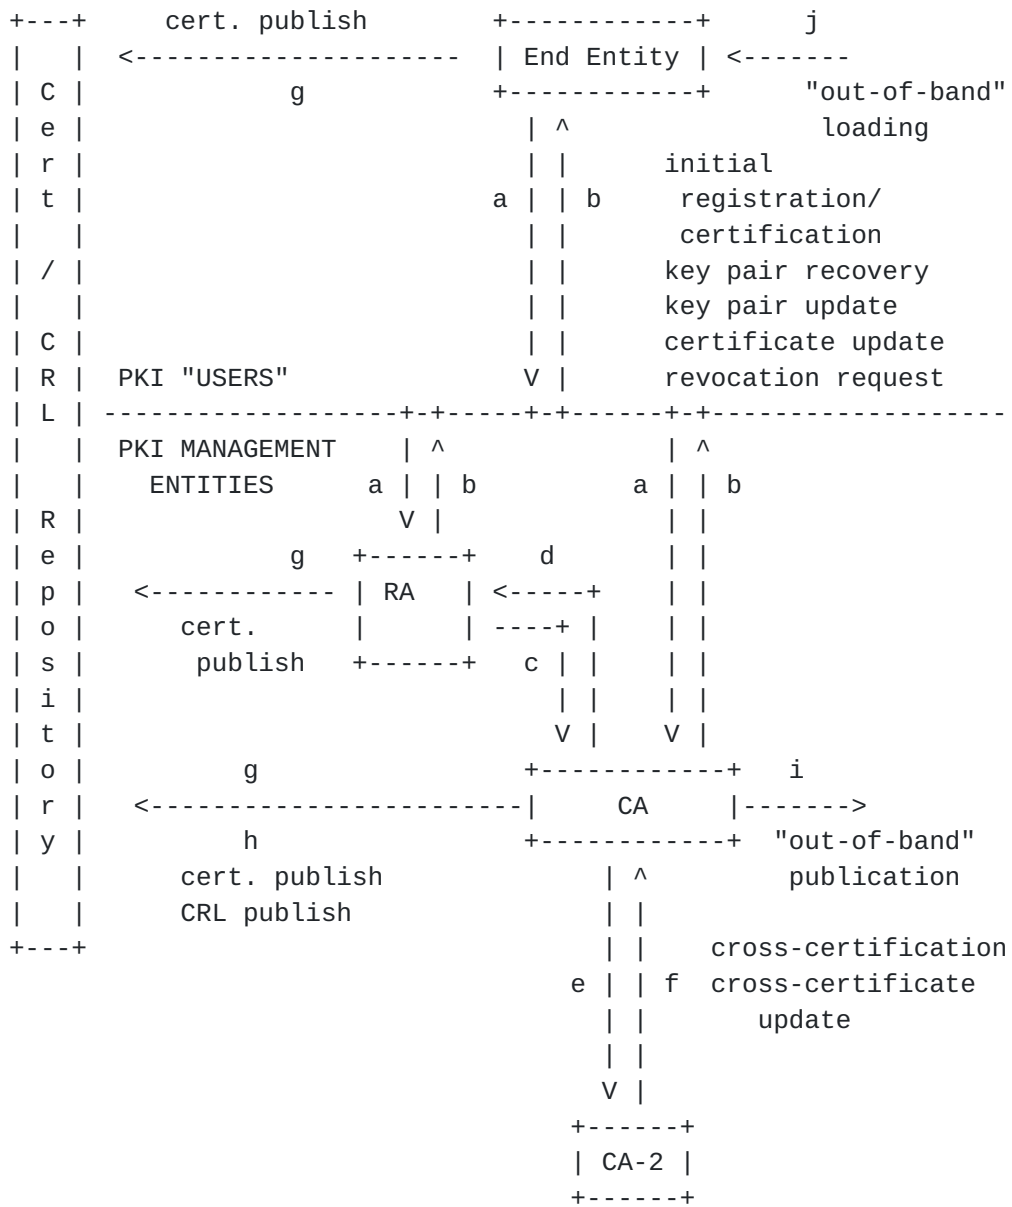 +---+     cert. publish        +------------+      j
|   |  <---------------------  | End Entity | <-------
| C |             g            +------------+      "out-of-band"
| e |                            | ^                loading
| r |                            | |      initial
| t |                          a | | b     registration/
|   |                            | |       certification
| / |                            | |      key pair recovery
|   |                            | |      key pair update
| C |                            | |      certificate update
| R |  PKI "USERS"               V |      revocation request
| L | -------------------+-+-----+-+------+-+-------------------
|   |  PKI MANAGEMENT    | ^              | ^
|   |    ENTITIES      a | | b          a | | b
| R |                    V |              | |
| e |             g   +------+    d       | |
| p |   <------------ | RA   | <-----+    | |
| o |      cert.      |      | ----+ |    | |
| s |       publish   +------+   c | |    | |
| i |                              | |    | |
| t |                              V |    V |
| o |          g                 +------------+   i
| r |   <------------------------|     CA     |------->
| y |          h                 +------------+  "out-of-band"
|   |      cert. publish              | ^         publication
|   |      CRL publish                | |
+---+                                 | |    cross-certification
                                    e | | f  cross-certificate
                                      | |       update
                                      | |
                                      V |
                                    +------+
                                    | CA-2 |
                                    +------+